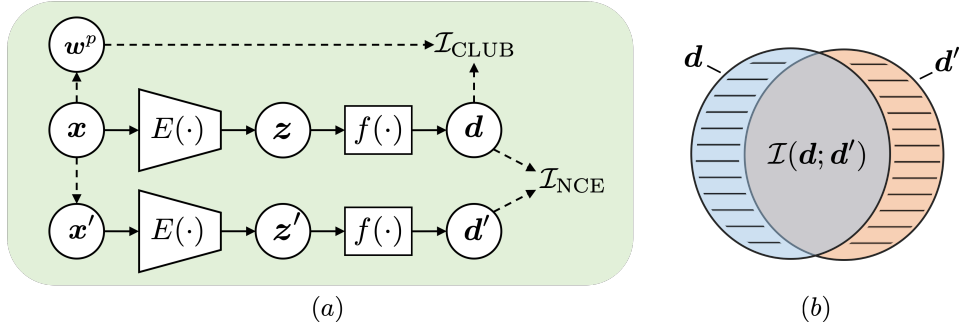 w^p
I_CLUB
x
E(·)
z
f(·)
d
I_NCE
x′
E(·)
z′
f(·)
d′
(a)
d
d′
I(d; d′)
(b)